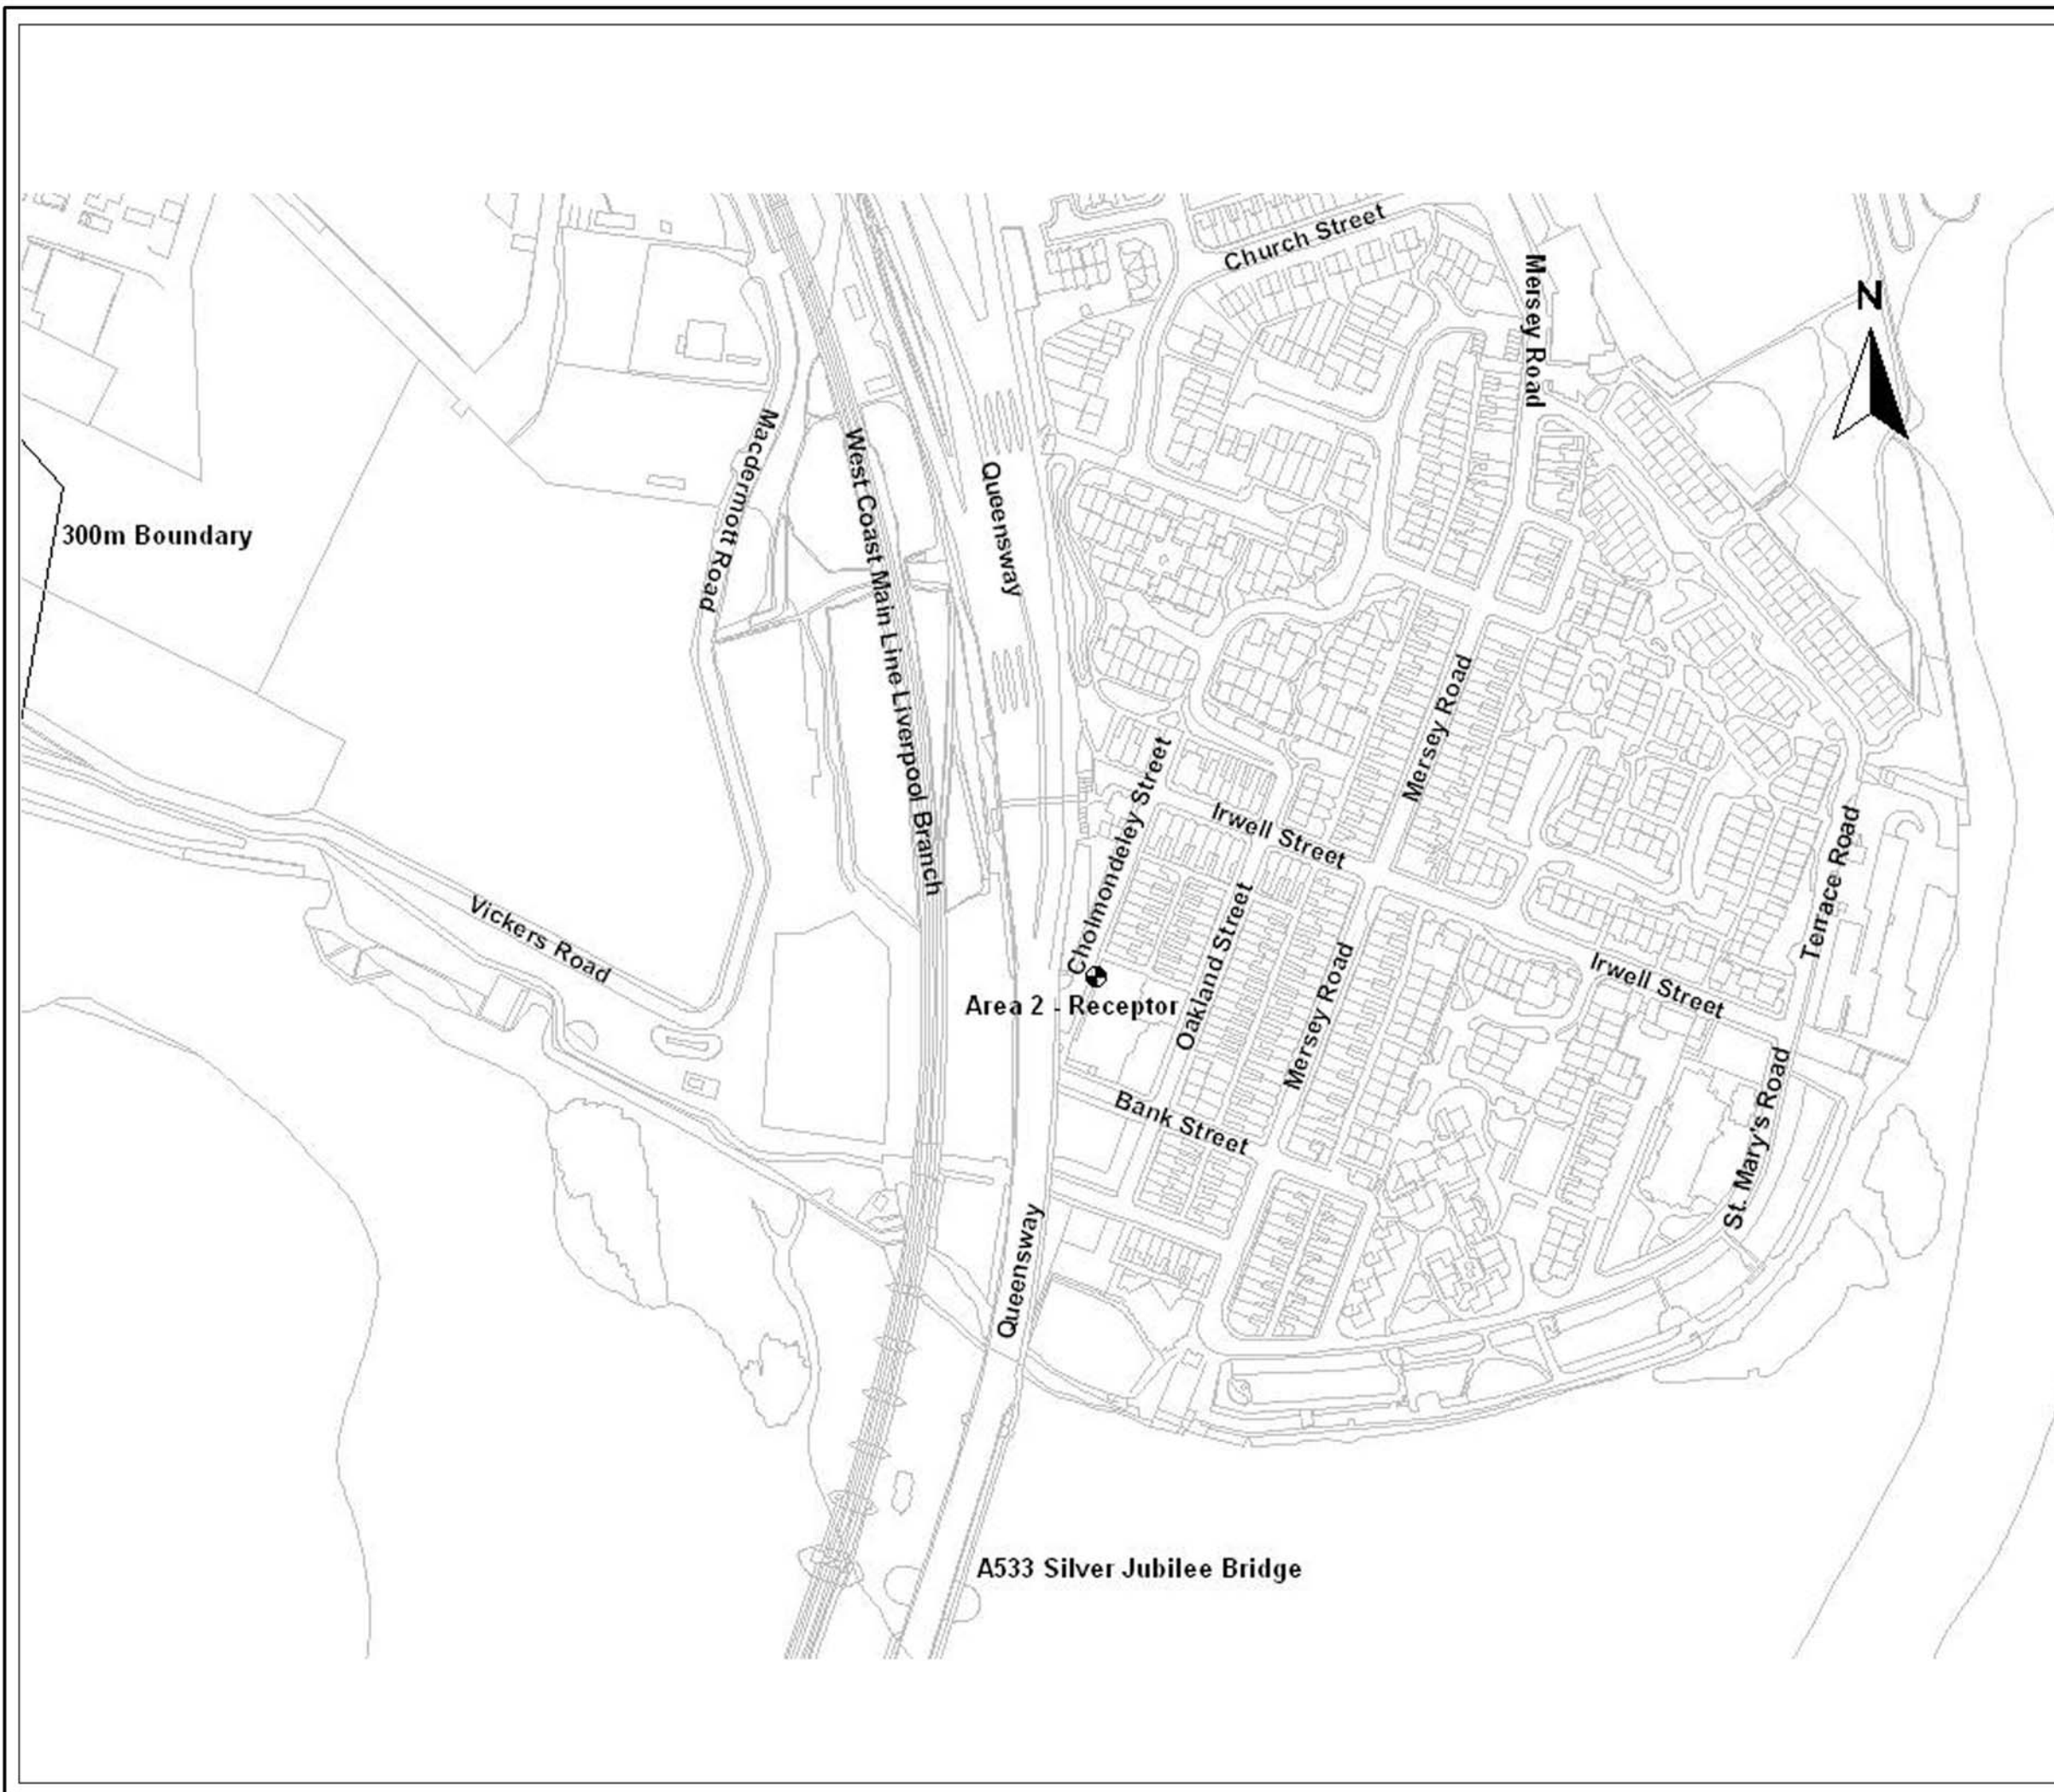 Church Street
Mersey Road
N
Macdermott Road
West Coast Main Line Liverpool Branch
Queensway
300m Boundary
Mersey Road
Cholmondeley Street
Irwell Street
Terrace Road
Vickers Road
Oakland Street
Mersey Road
Irwell Street
Area 2 - Receptor
St. Mary's Road
Bank Street
Queensway
A533 Silver Jubilee Bridge